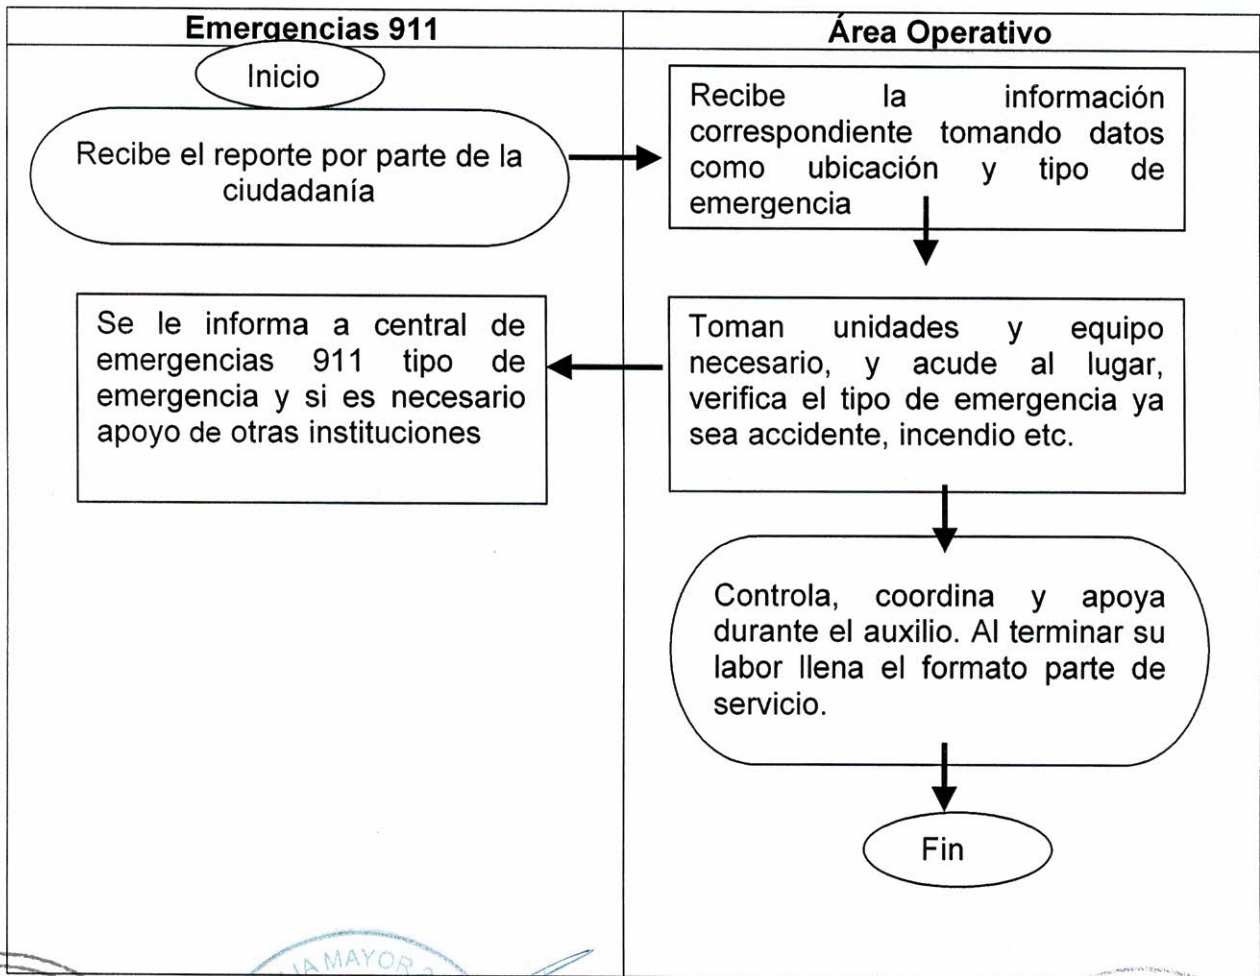 Emergencias 911
Área Operativo
Inicio
Recibe el reporte por parte de la
ciudadanía
Recibe la información
correspondiente tomando datos
como ubicación y tipo de
emergencia
Se le informa a central de
emergencias 911 tipo de
emergencia y si es necesario
apoyo de otras instituciones
Toman unidades y equipo
necesario, y acude al lugar,
verifica el tipo de emergencia ya
sea accidente, incendio etc.
Controla, coordina y apoya
durante el auxilio. Al terminar su
labor llena el formato parte de
servicio.
Fin
MAYOR